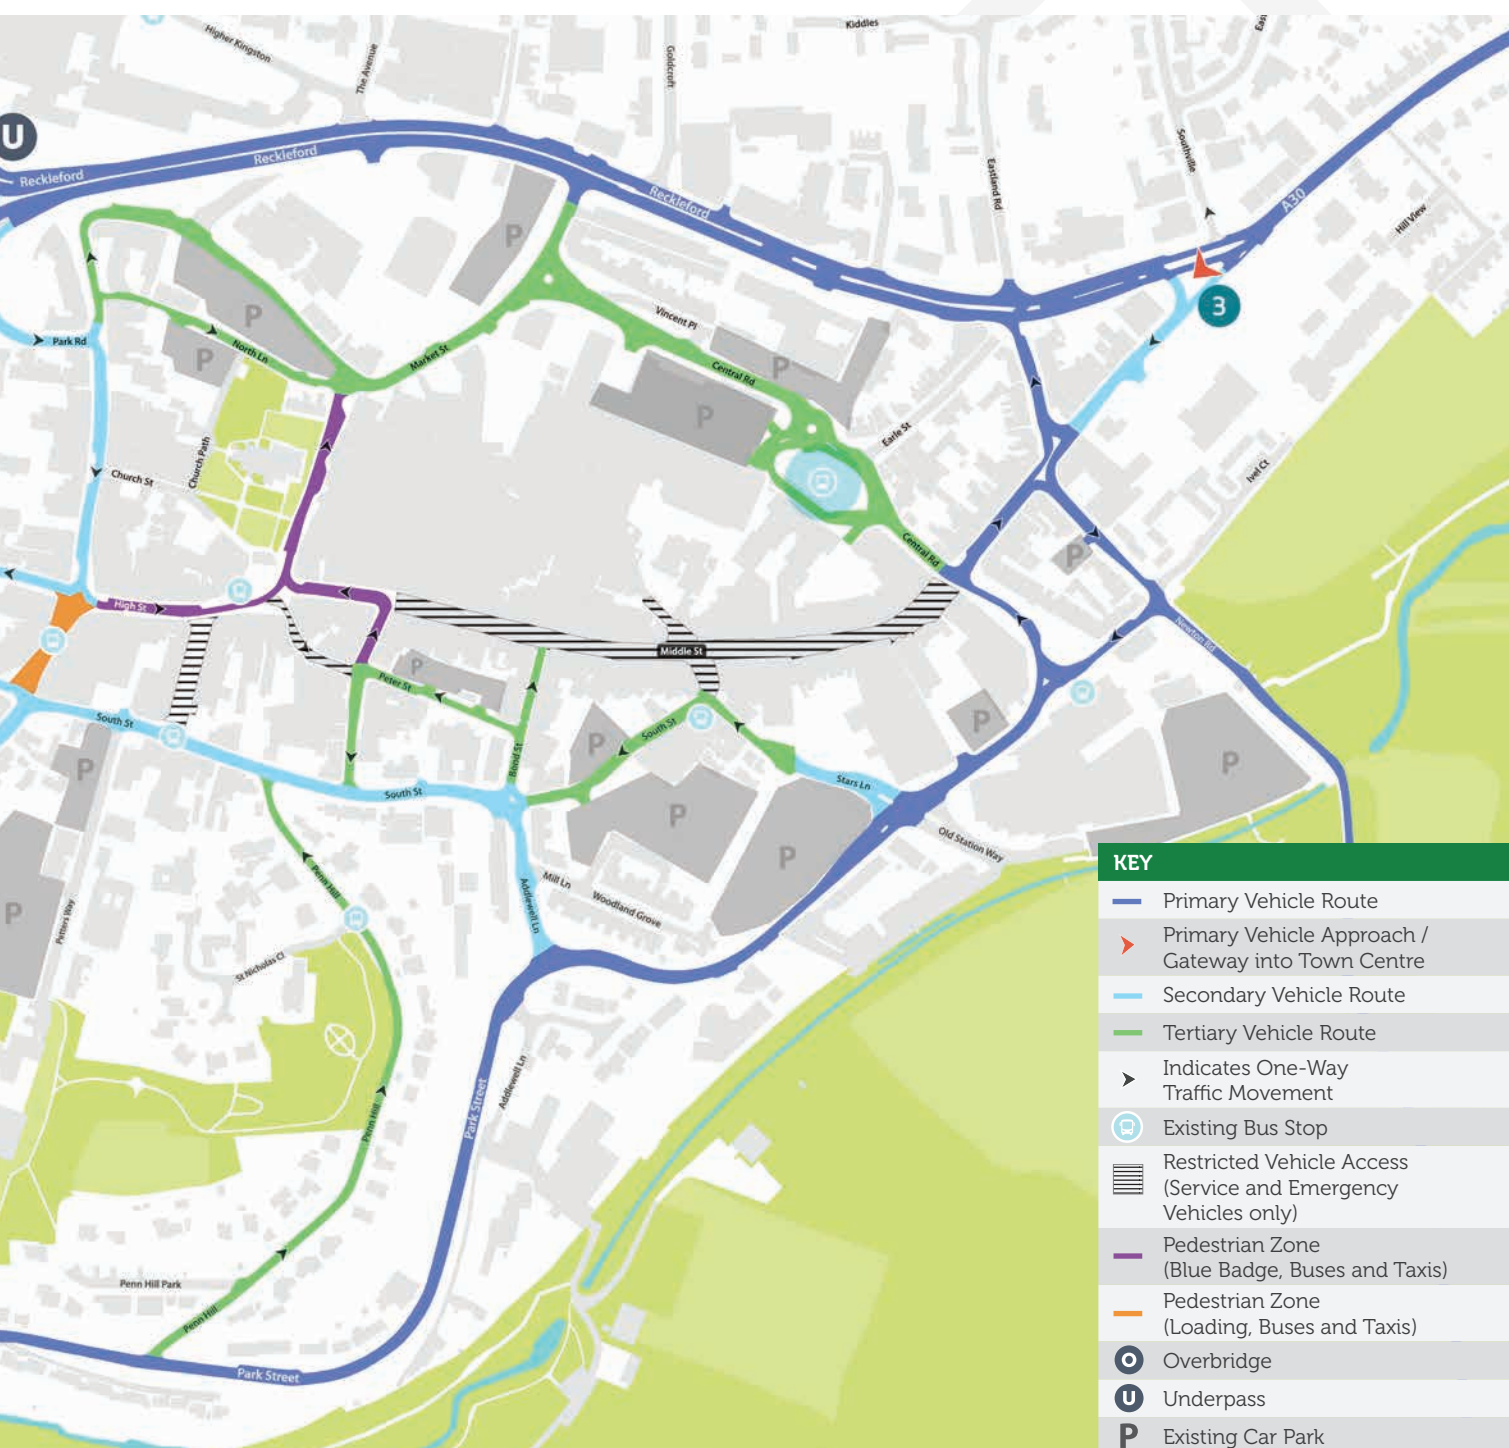 Kiddles
Higher Kingston
The Avenue
Goldcroft
Eas
U
Reckleford
Reckleford
Reckleford
Eastland Rd
Southville
A30
Hill View
3
P
P
P
Park Rd
North Ln
Market St
Vincent Pl
Central Rd
P
P
Earle St
Church Path
Church St
Ivel Ct
Central Rd
P
High St
Middle St
Newton Rd
Peter St
P
South St
Bond St
P
South St
P
P
P
Stars Ln
South St
P
P
Old Station Way
Penn Hill
Mill Ln
Woodland Grove
Addlewell Ln
P
Petters Way
St Nicholas Cl
Penn Hill
Park Street
Addlewell Ln
Penn Hill Park
Penn Hill
Park Street
KEY
Primary Vehicle Route
Primary Vehicle Approach /
Gateway into Town Centre
Secondary Vehicle Route
Tertiary Vehicle Route
Indicates One-Way
Traffic Movement
Existing Bus Stop
Restricted Vehicle Access
(Service and Emergency
Vehicles only)
Pedestrian Zone
(Blue Badge, Buses and Taxis)
Pedestrian Zone
(Loading, Buses and Taxis)
O Overbridge
U Underpass
P Existing Car Park